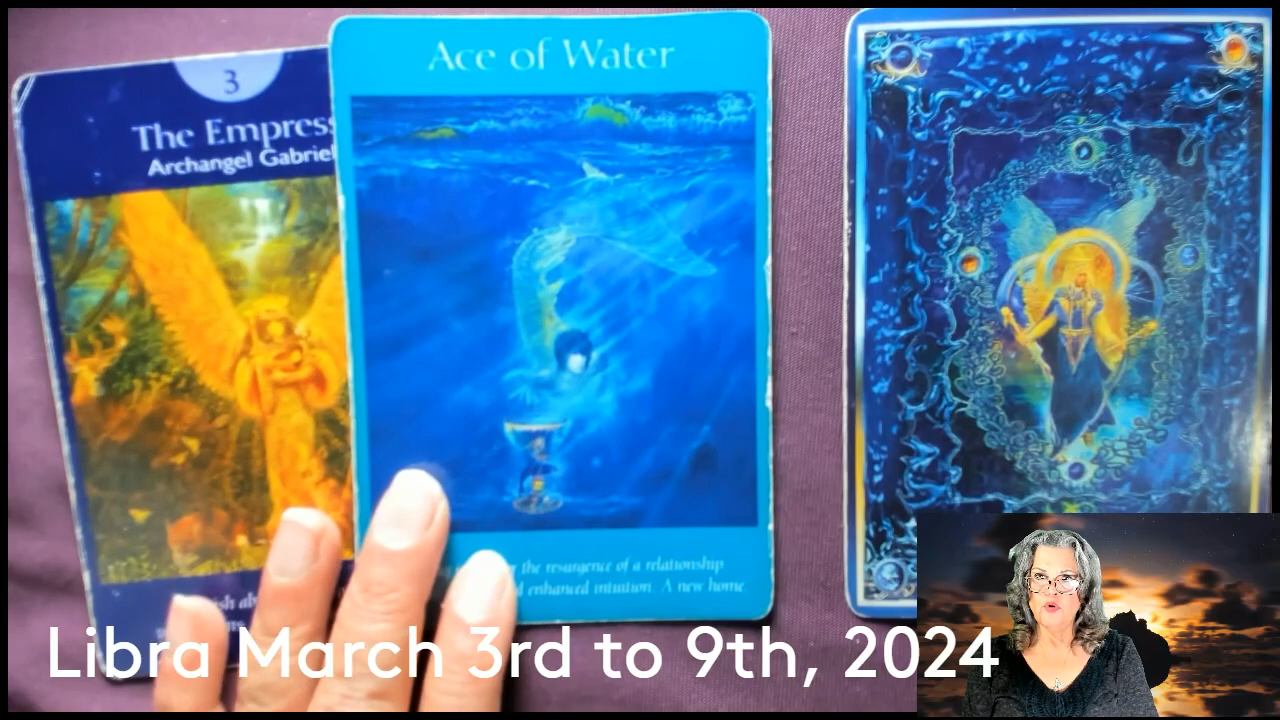 3
The Empress
Archangel Gabriel
Ace of Water
the resurgence of a relationship
enhanced intuition. A new home.
Libra March 3rd to 9th, 2024